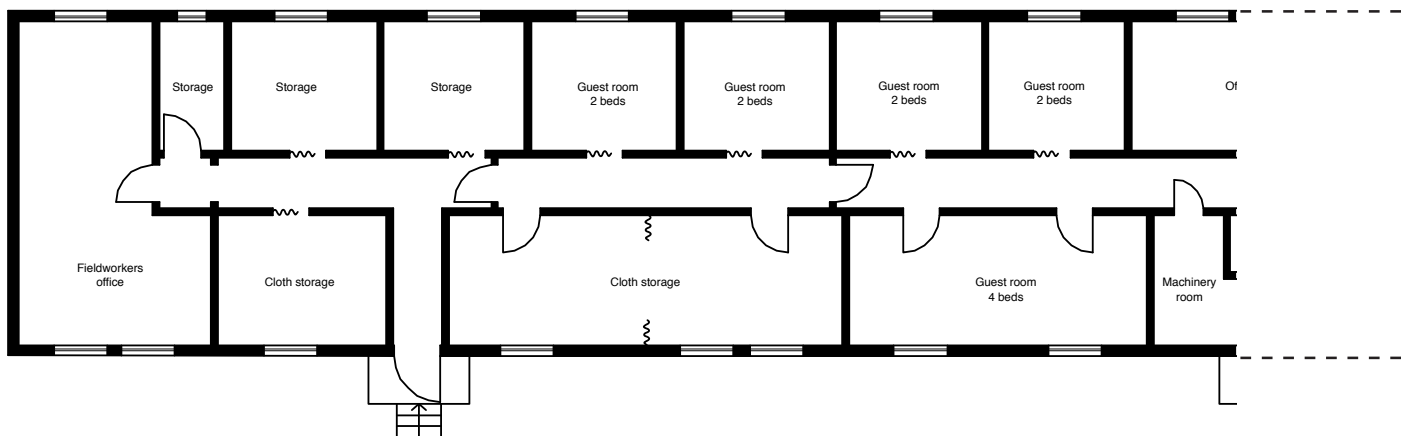 Storage
Storage
Storage
Guest room
2 beds
Guest room
2 beds
Guest room
2 beds
Guest room
2 beds
Of
Fieldworkers
office
Cloth storage
Cloth storage
Guest room
4 beds
Machinery
room